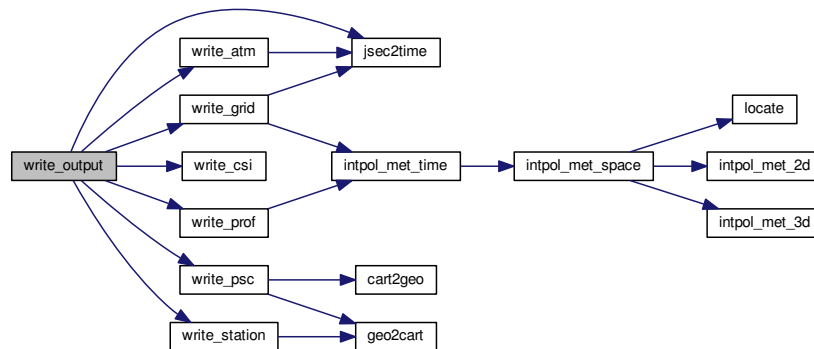 write_output
write_atm
write_grid
write_csi
write_prof
write_psc
write_station
jsec2time
intpol_met_time
cart2geo
geo2cart
intpol_met_space
locate
intpol_met_2d
intpol_met_3d